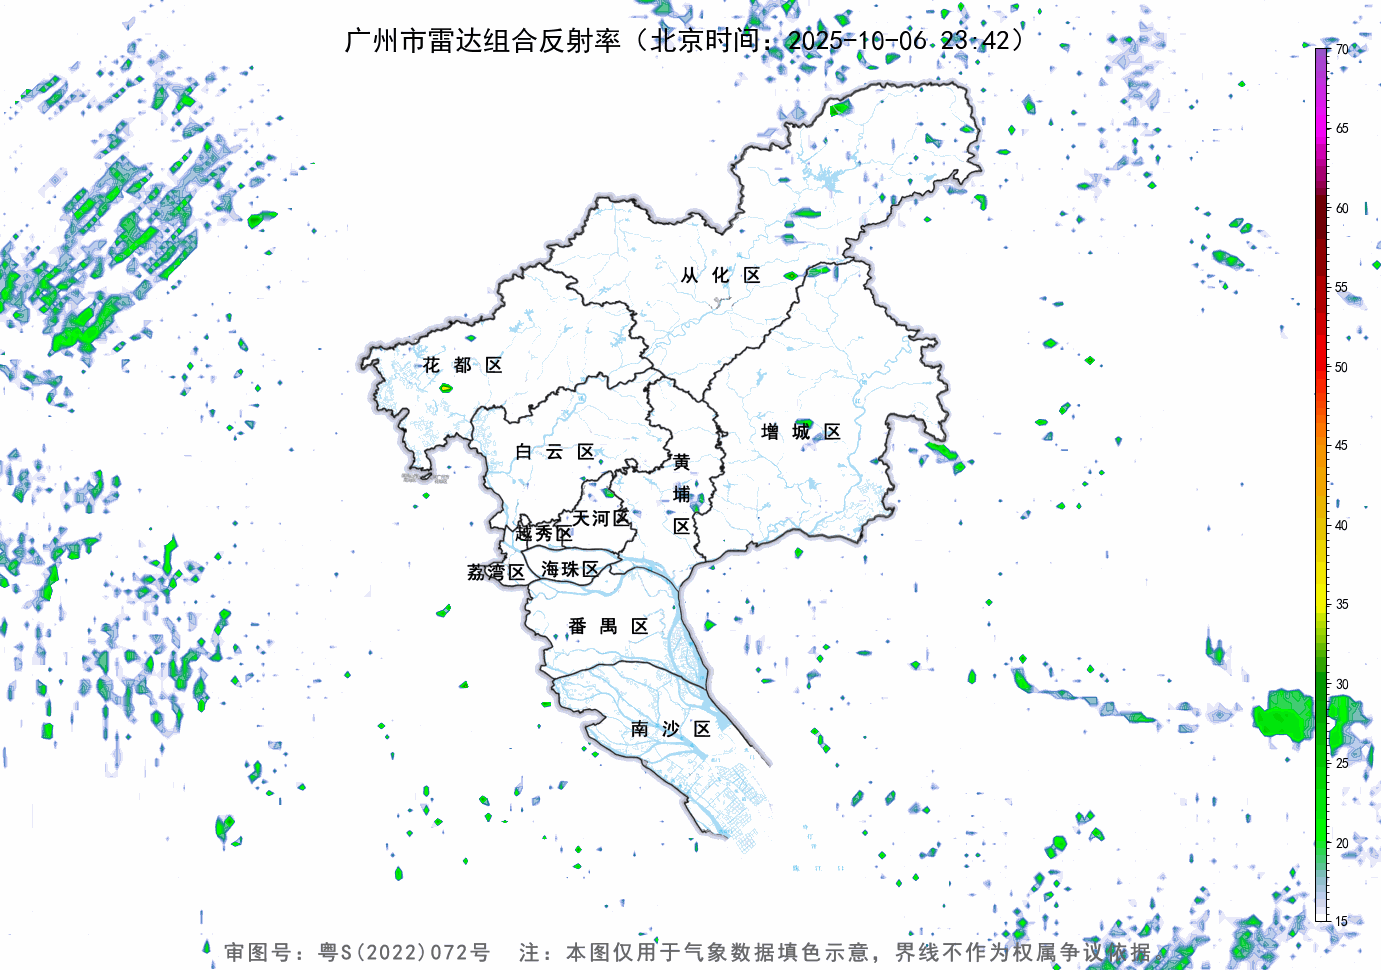 广州市雷达组合反射率（北京时间：2025-10-06 23:42）
70
65
60
55
50
45
40
35
30
25
20
15
从化区
花都区
增城区
白云区
黄埔区
天河区
越秀区
荔湾区
海珠区
番禺区
南沙区
审图号：粤S(2022)072号 注：本图仅用于气象数据填色示意，界线不作为权属争议依据。